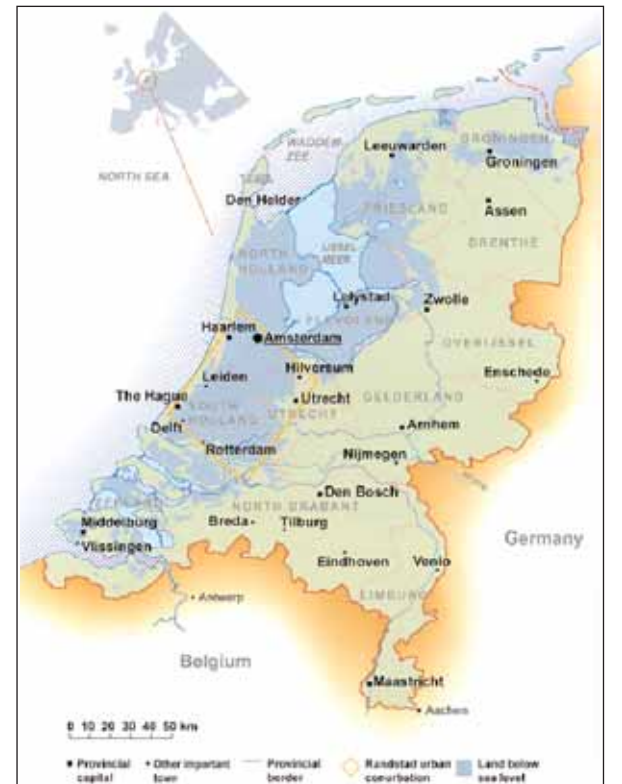 WADDEN-
ZEE
Leeuwarden
GRONINGEN
Groningen
NORTH SEA
TEXEL
Den Helder
FRIESLAND
Assen
DRENTHE
NORTH
HOLLAND
IJSSEL
MEER
Lelystad
Zwolle
FLEVOLAND
Haarlem
Amsterdam
OVERIJSSEL
Hilversum
Enschede
Leiden
The Hague
Utrecht
GELDERLAND
SOUTH
HOLLAND
UTRECHT
Delft
Arnhem
Rotterdam
Nijmegen
ZEELAND
Den Bosch
NORTH BRABANT
Middelburg
Breda
Tilburg
Vlissingen
Germany
Eindhoven
Venlo
LIMBURG
Antwerp
Belgium
Maastricht
Aachen
0 10 20 30 40 50 km
Provincial capital
Other important town
Provincial border
Randstad urban conurbation
Land below sea level